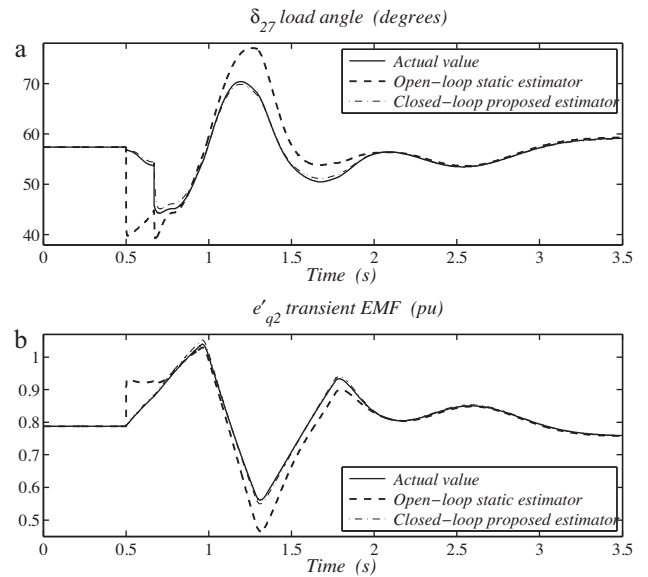 δ27 load angle (degrees)
a
Actual value
Open-loop static estimator
Closed-loop proposed estimator
70
60
50
40
0 0.5 1 1.5 2 2.5 3 3.5
Time (s)
e′q2 transient EMF (pu)
b
1
0.9
0.8
0.7
0.6
0.5
Actual value
Open-loop static estimator
Closed-loop proposed estimator
0 0.5 1 1.5 2 2.5 3 3.5
Time (s)